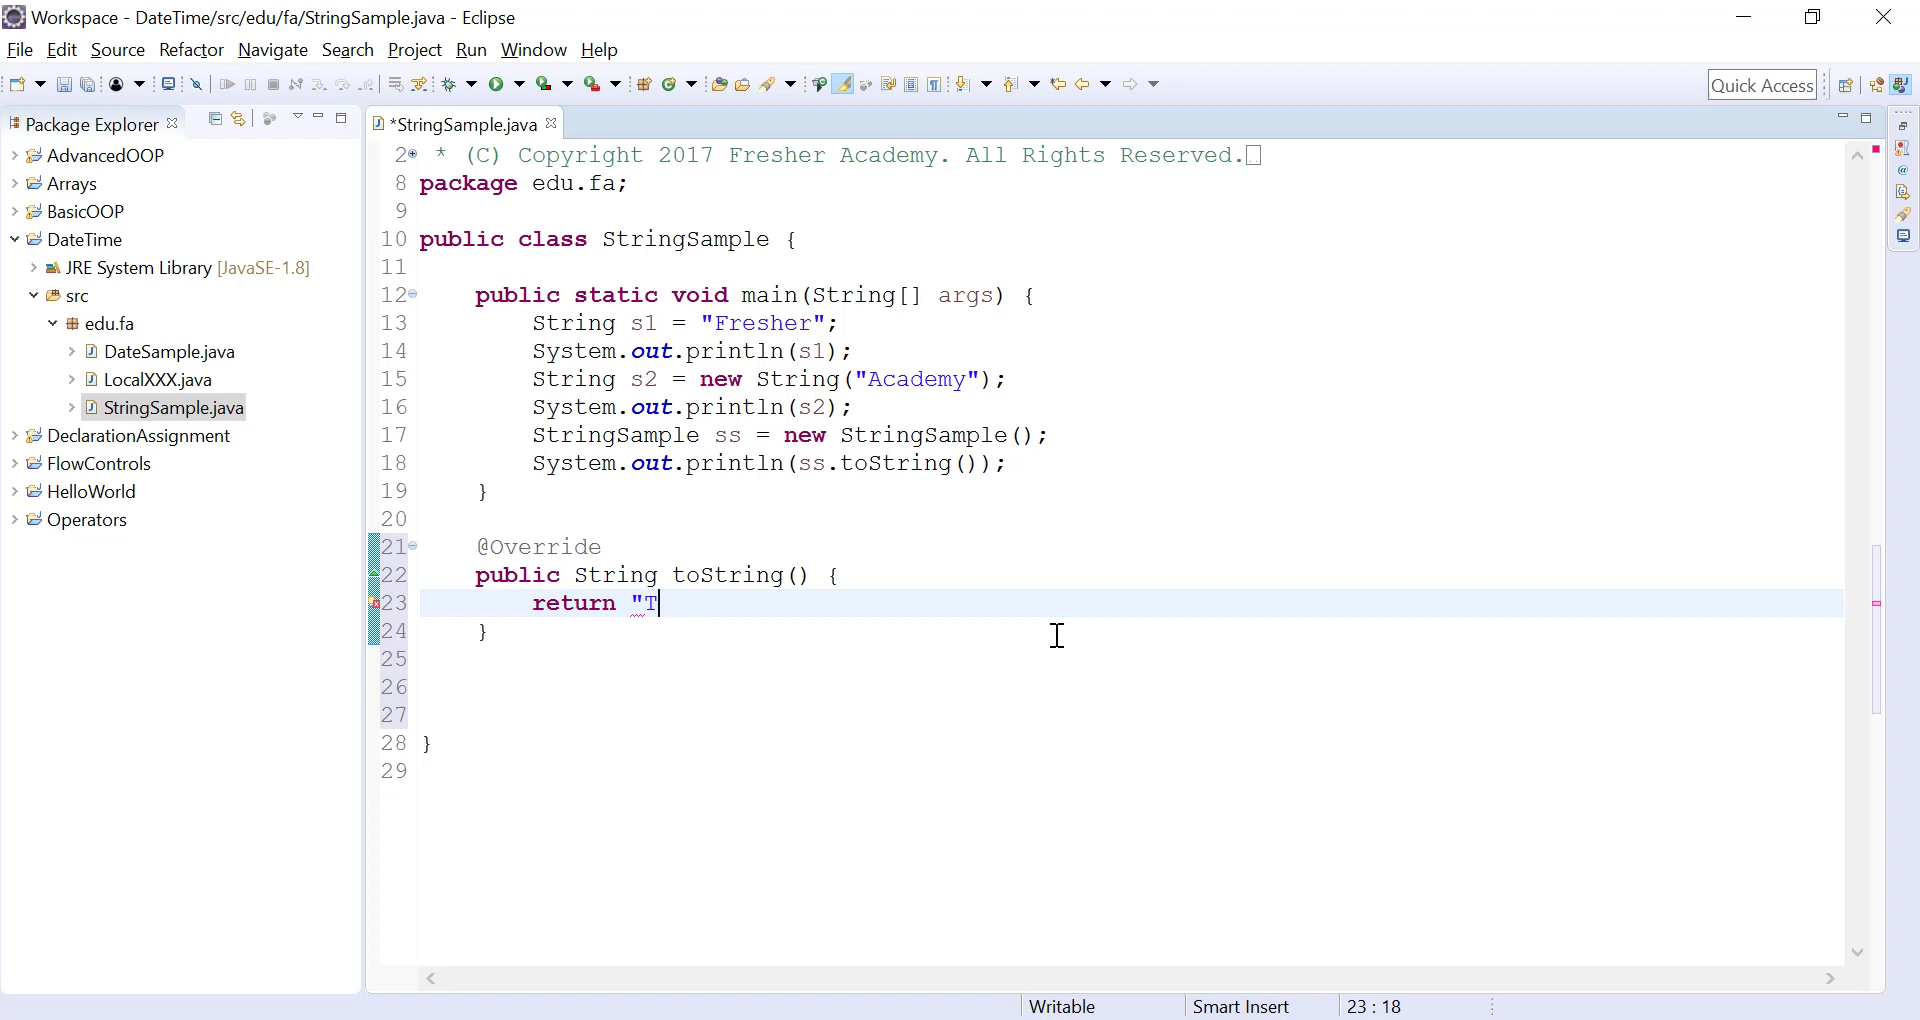 Workspace - DateTime/src/edu/fa/StringSample.java - Eclipse
File Edit Source Refactor Navigate Search Project Run Window Help
Quick Access
Package Explorer
*StringSample.java
AdvancedOOP
Arrays
BasicOOP
DateTime
JRE System Library [JavaSE-1.8]
src
edu.fa
DateSample.java
LocalXXX.java
StringSample.java
DeclarationAssignment
FlowControls
HelloWorld
Operators
2 * (C) Copyright 2017 Fresher Academy. All Rights Reserved.
8 package edu.fa;
9
10 public class StringSample {
11
12 public static void main(String[] args) {
13 String s1 = "Fresher";
14 System.out.println(s1);
15 String s2 = new String("Academy");
16 System.out.println(s2);
17 StringSample ss = new StringSample();
18 System.out.println(ss.toString());
19 }
20
21 @Override
22 public String toString() {
23 return "T
24 }
25
26
27
28 }
29
Writable Smart Insert 23 : 18